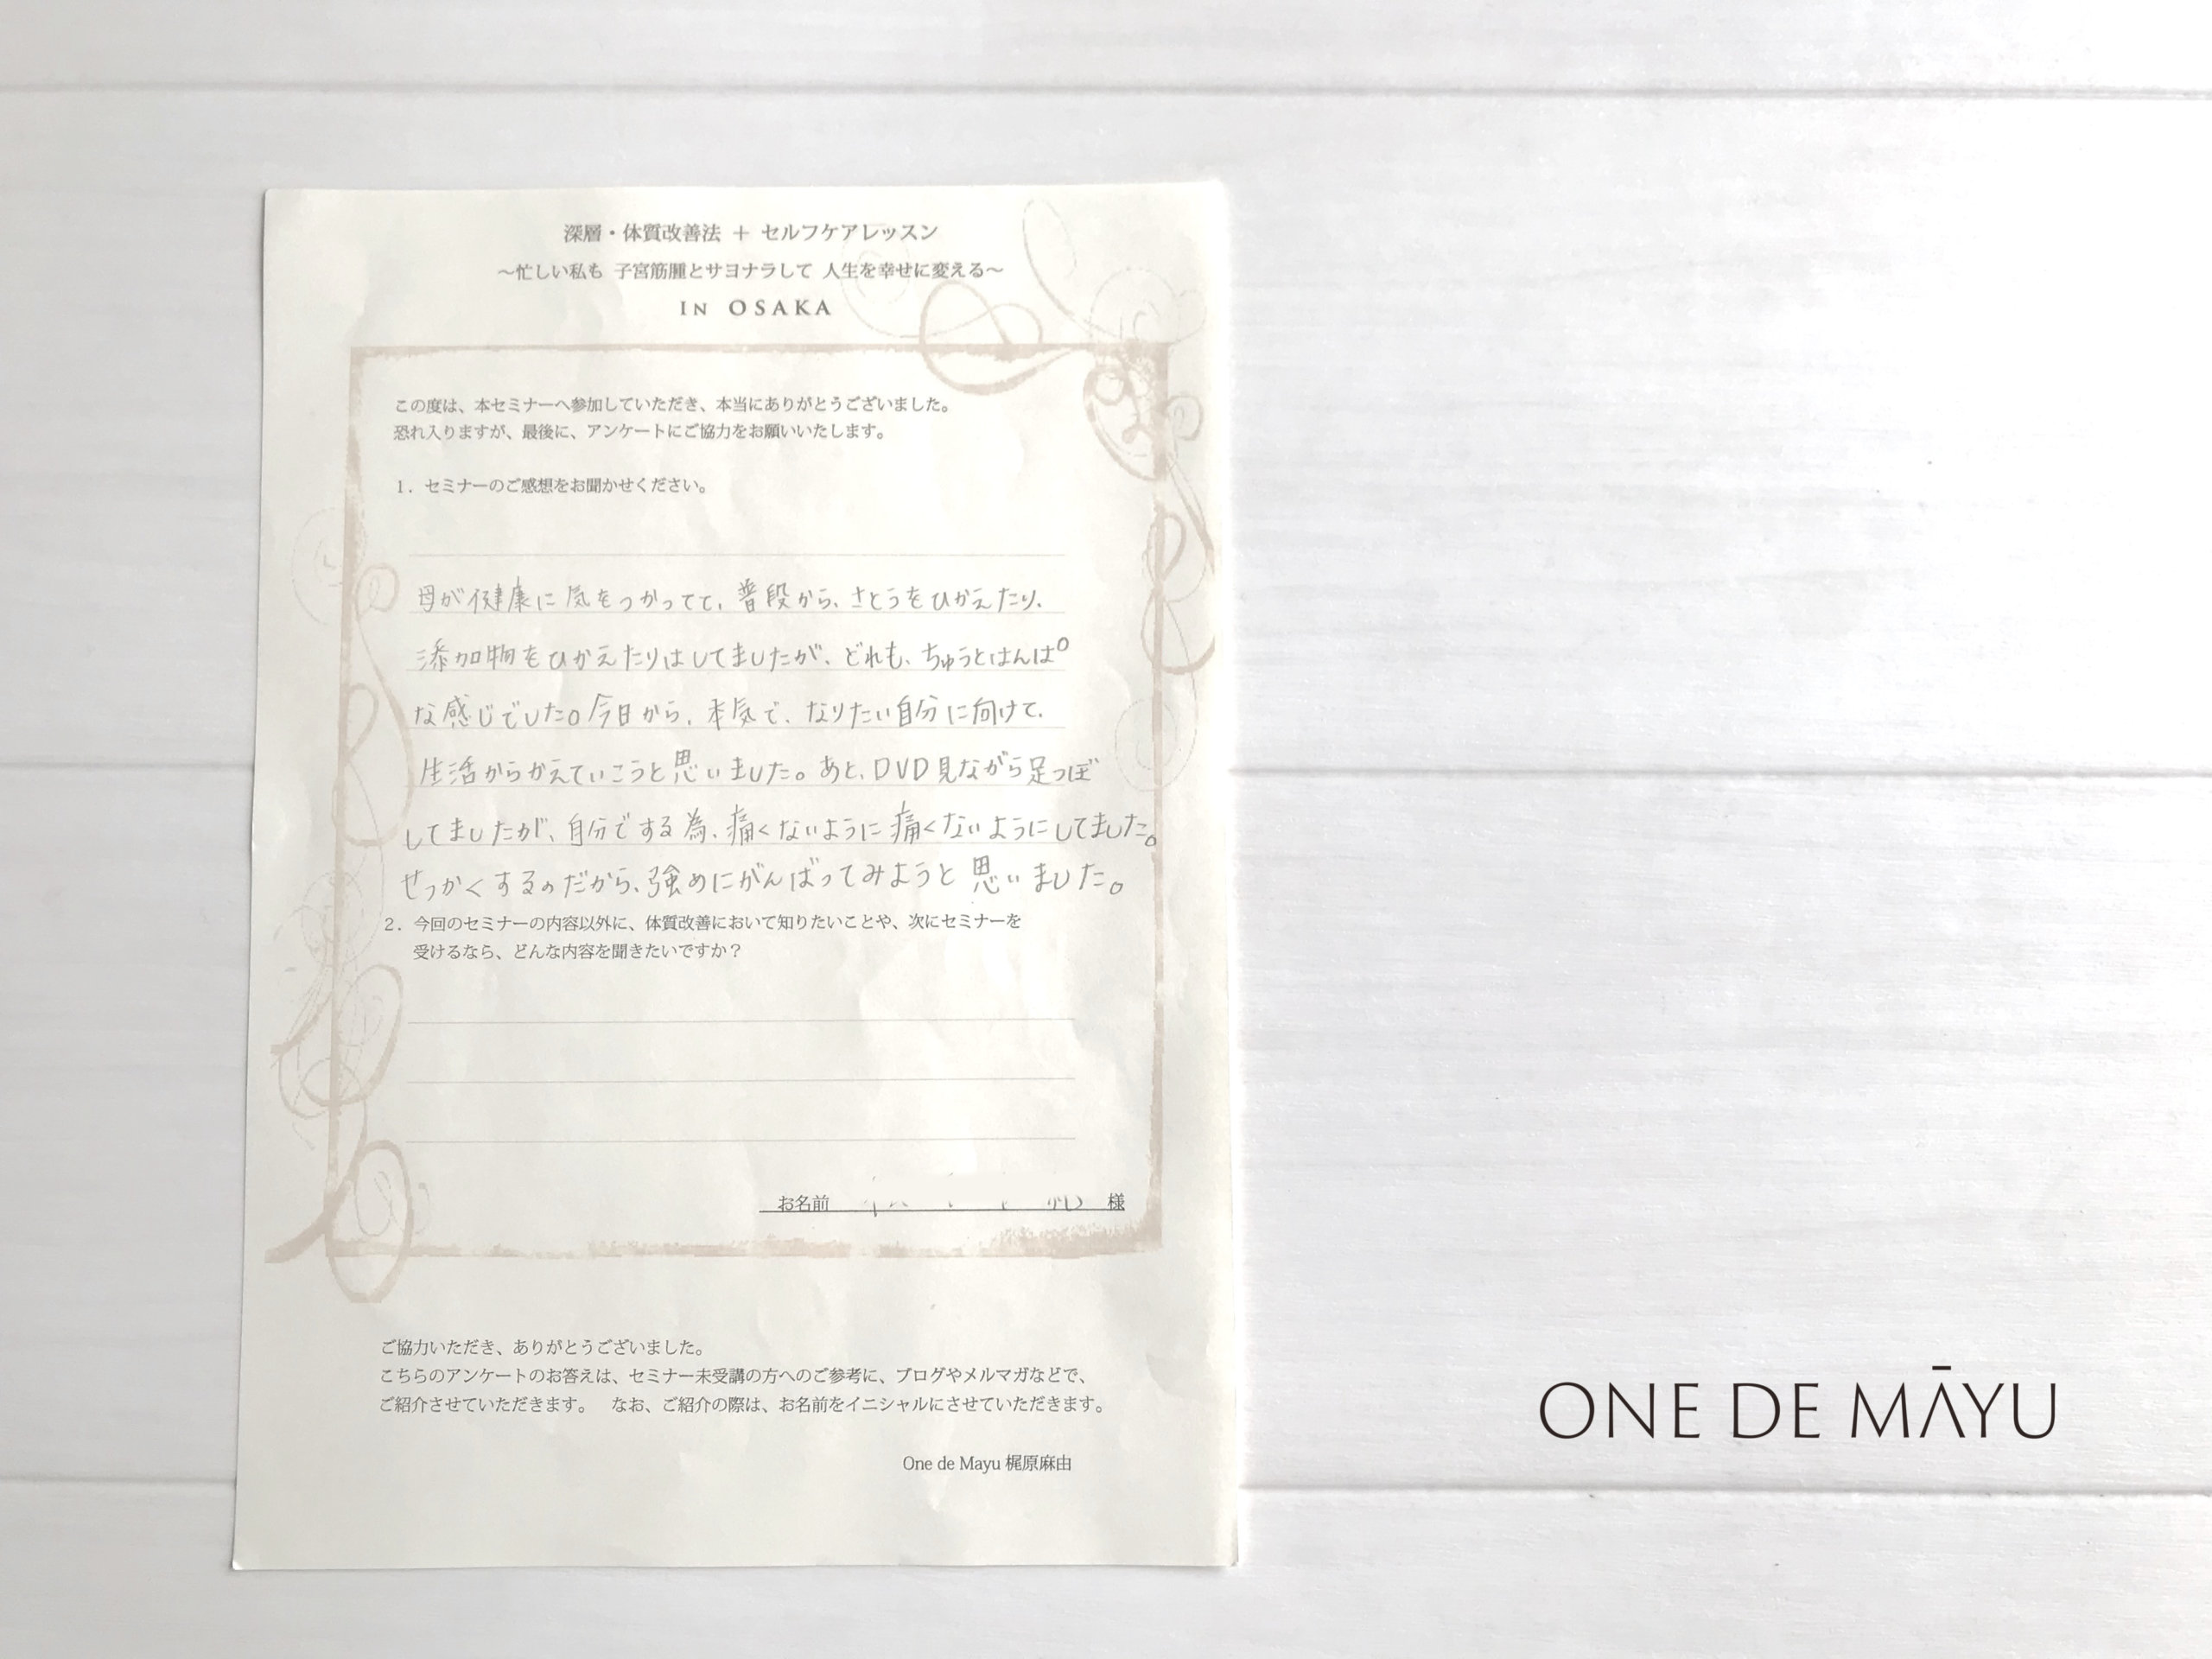 深層・体質改善法 + セルフケアレッスン
〜忙しい私も 子宮筋腫とサヨナラして 人生を幸せに変える〜
IN OSAKA
この度は、本セミナーへ参加していただき、本当にありがとうございました。
恐れ入りますが、最後に、アンケートにご協力をお願いいたします。
1．セミナーのご感想をお聞かせください。
母が健康に気をつかってて、普段から、さとうをひかえたり、
添加物をひかえたりはしてましたが、どれも、ちゅうとはんぱ
な感じでした。今日から、本気で、なりたい自分に向けて、
生活からかえていこうと思いました。あと、DVD見ながら足つぼ
してましたが、自分でする為、痛くないように痛くないようにしてました。
せっかくするのだから、強めにがんばってみようと思いました。
2．今回のセミナーの内容以外に、体質改善において知りたいことや、次にセミナーを
受けるなら、どんな内容を聞きたいですか？
お名前 様
ご協力いただき、ありがとうございました。
こちらのアンケートのお答えは、セミナー未受講の方へのご参考に、ブログやメルマガなどで、
ご紹介させていただきます。 なお、ご紹介の際は、お名前をイニシャルにさせていただきます。
One de Mayu 梶原麻由
ONE DE MĀYU